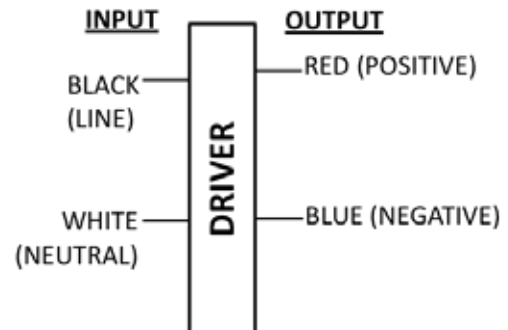 INPUT
OUTPUT
BLACK
(LINE)
RED (POSITIVE)
DRIVER
WHITE
(NEUTRAL)
BLUE (NEGATIVE)